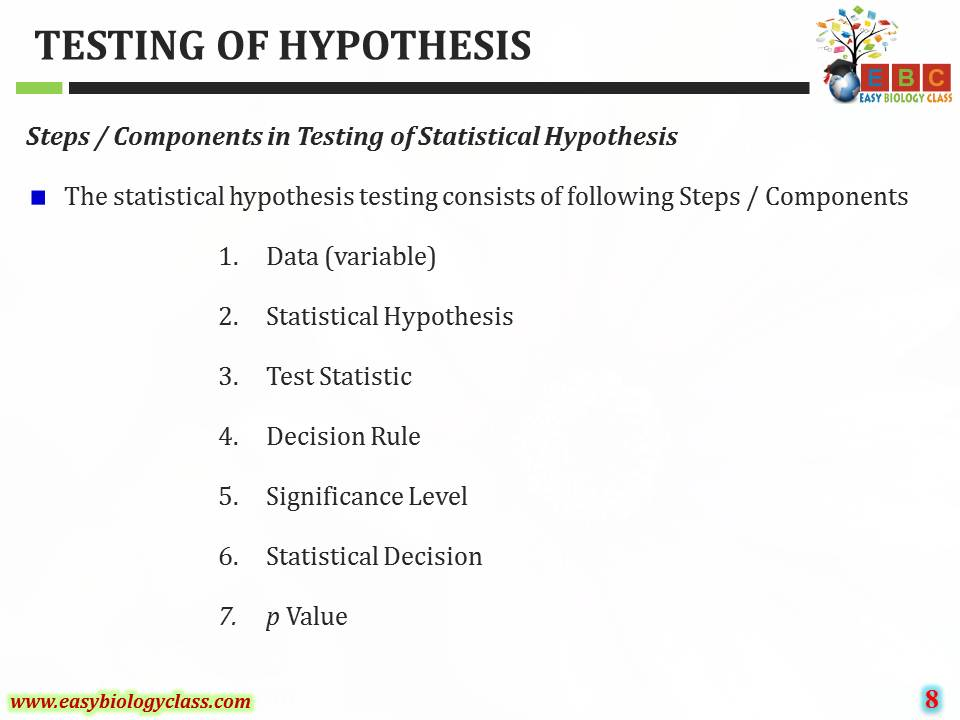 TESTING OF HYPOTHESIS
E B C
EASY BIOLOGY CLASS
Steps / Components in Testing of Statistical Hypothesis
The statistical hypothesis testing consists of following Steps / Components
1. Data (variable)
2. Statistical Hypothesis
3. Test Statistic
4. Decision Rule
5. Significance Level
6. Statistical Decision
7. p Value
www.easybiologyclass.com
8